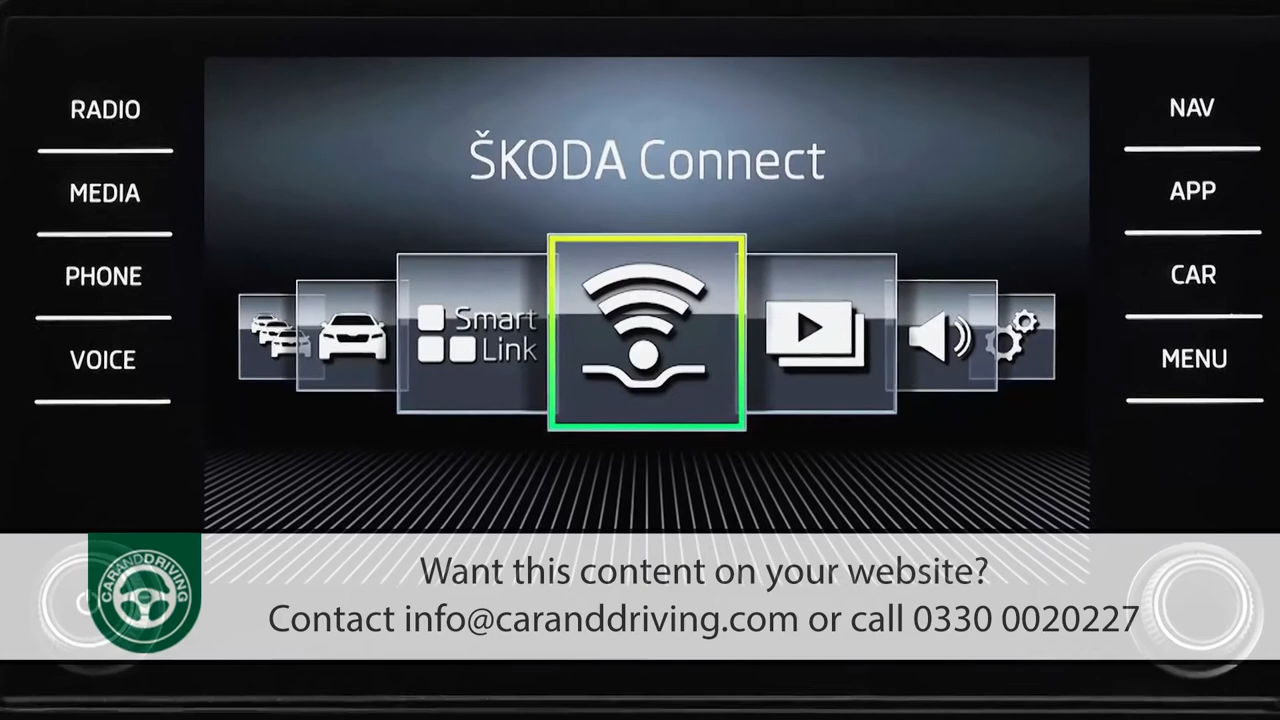 RADIO
MEDIA
PHONE
VOICE
ŠKODA Connect
Smart
Link
NAV
APP
CAR
MENU
CARANDDRIVING
Want this content on your website?
Contact info@caranddriving.com or call 0330 0020227